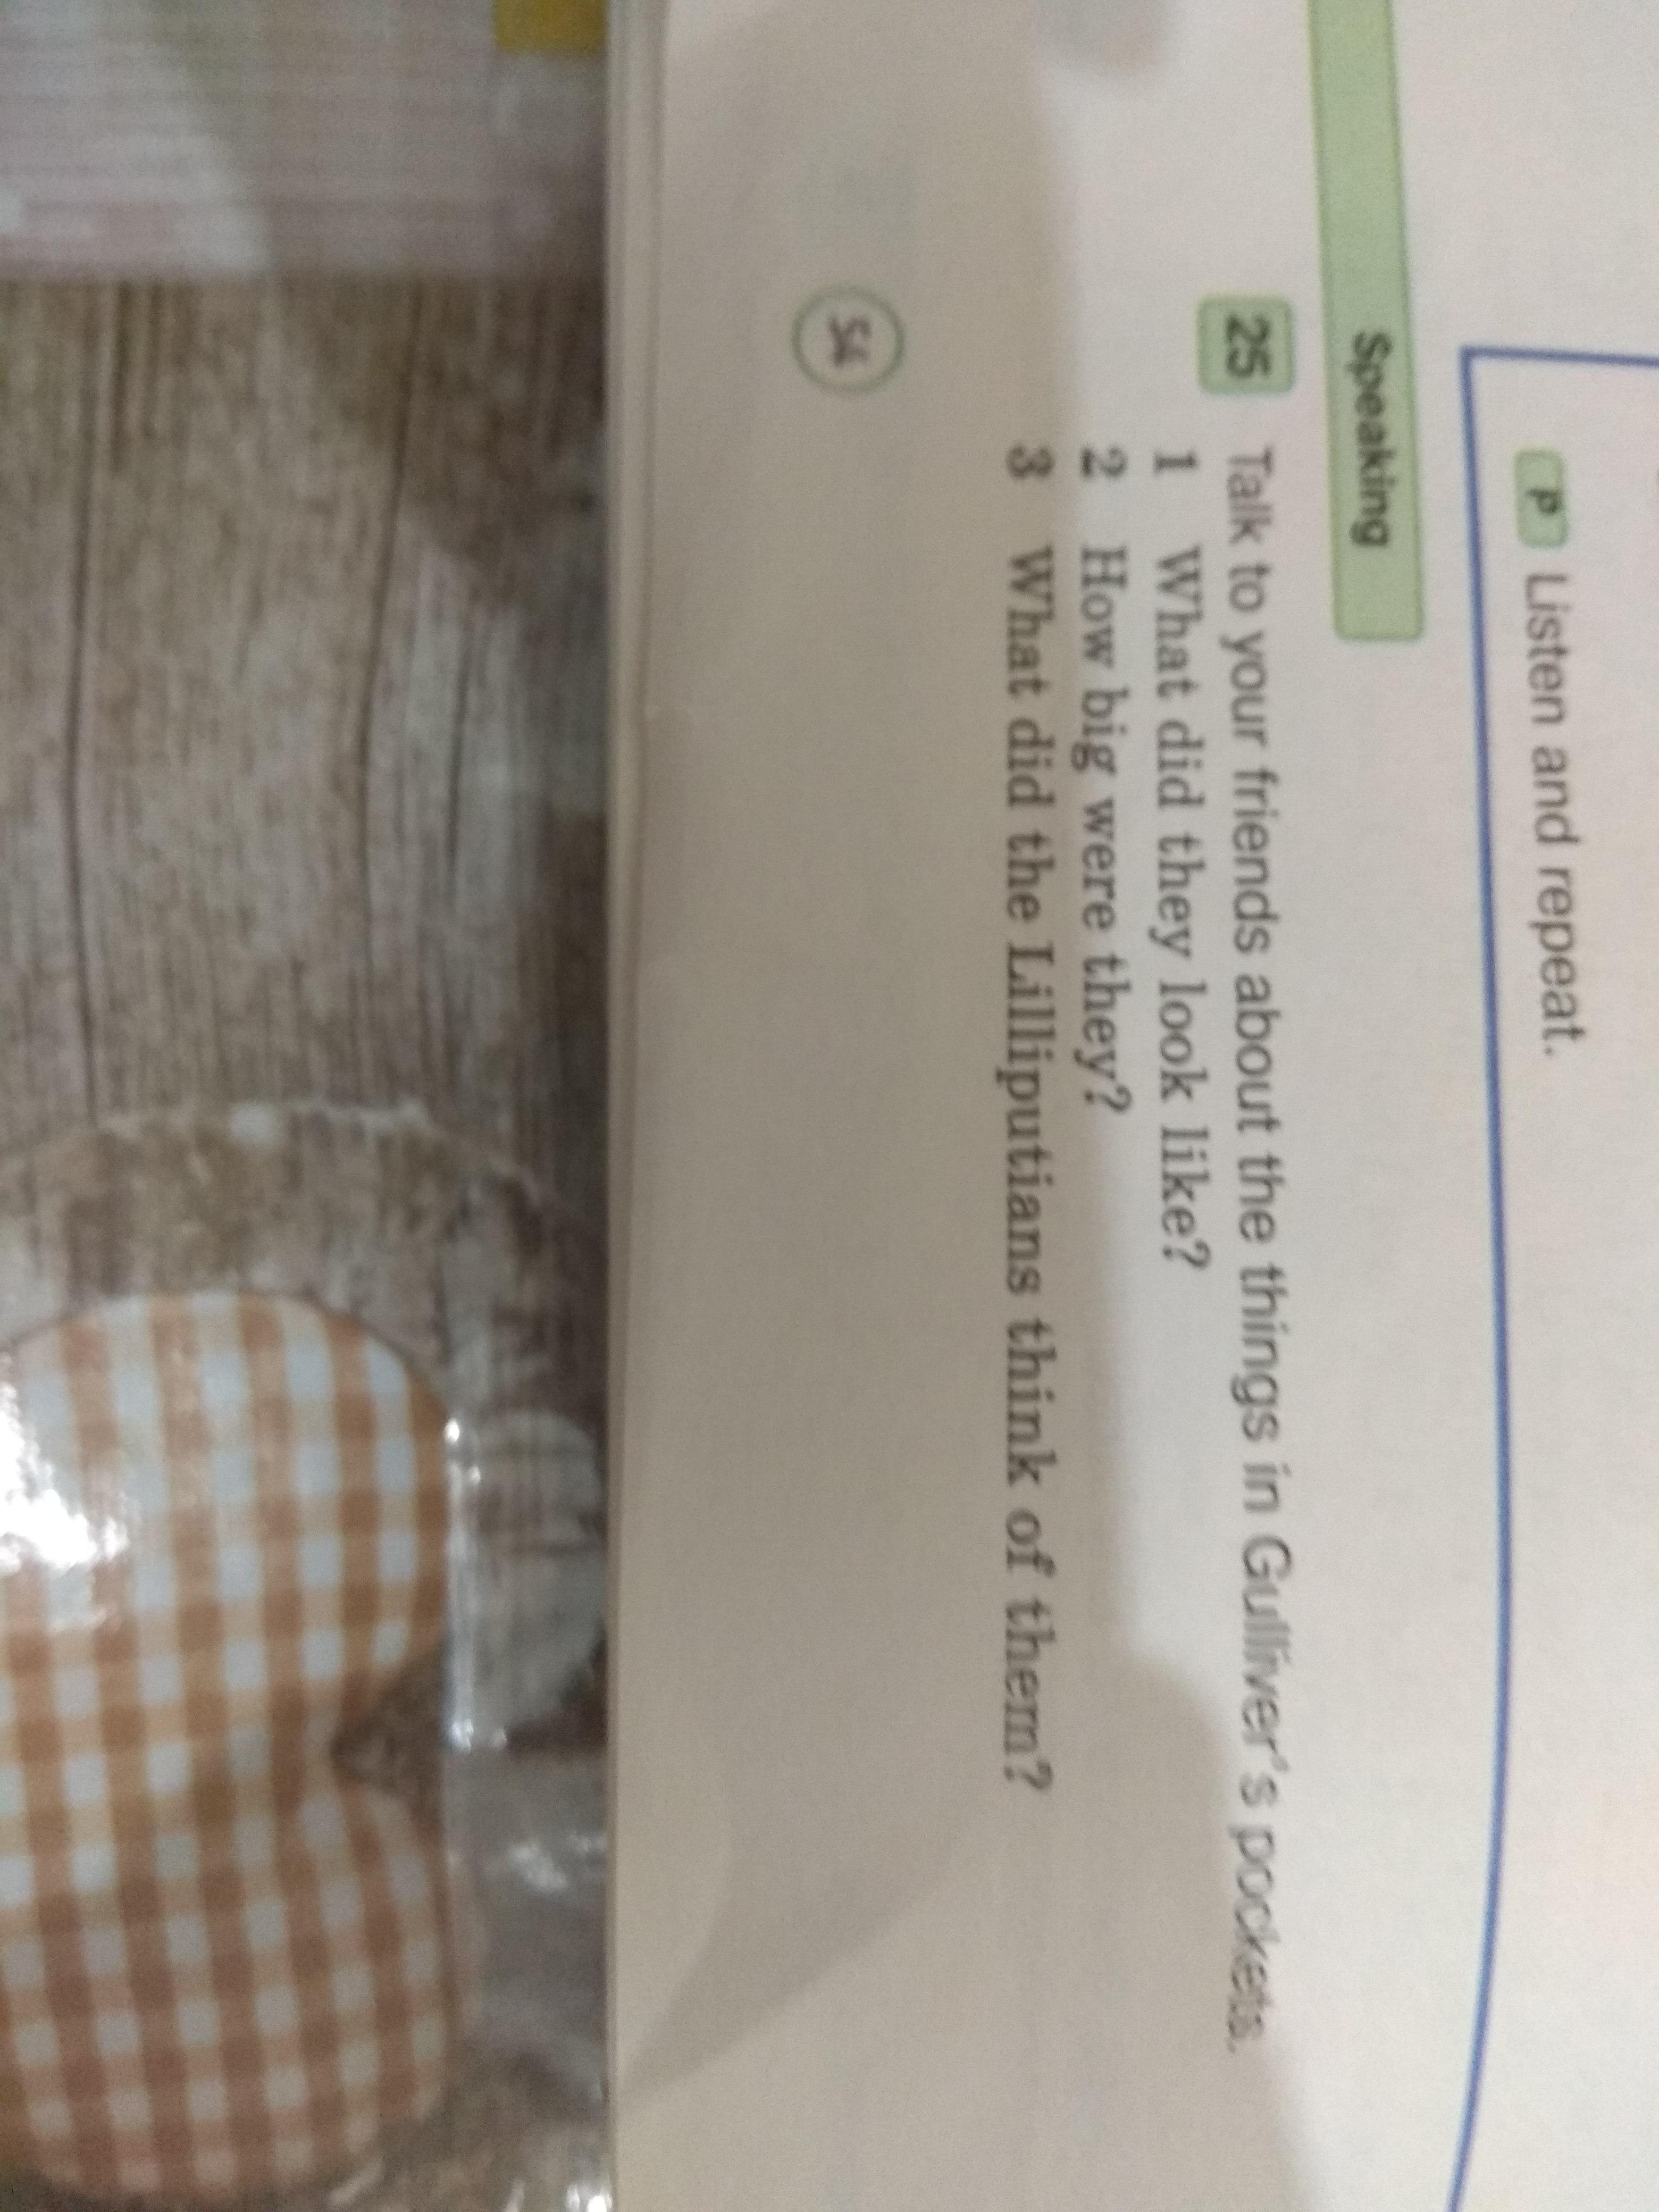 P Listen and repeat.
Speaking
25 Talk to your friends about the things in Gulliver's pockets.
1 What did they look like?
2 How big were they?
3 What did the Lilliputians think of them?
54